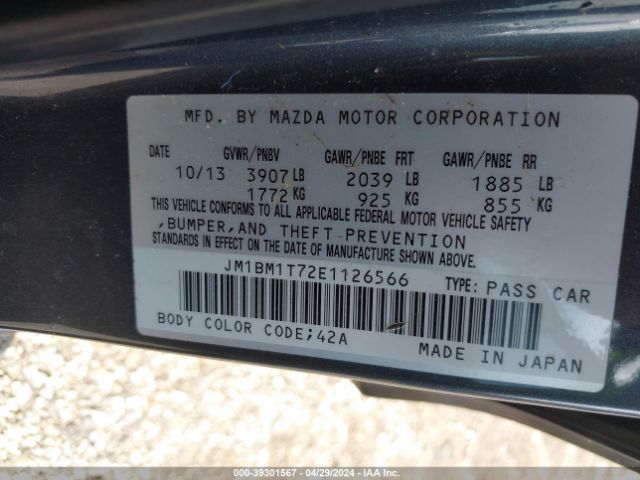 MFD. BY MAZDA MOTOR CORPORATION
DATE GVWR/PNBV GAWR/PNBE FRT GAWR/PNBE RR
10/13 3907 LB 2039 LB 1885 LB
1772 KG 925 KG 855 KG
THIS VEHICLE CONFORMS TO ALL APPLICABLE FEDERAL MOTOR VEHICLE SAFETY
,BUMPER,AND THEFT PREVENTION
STANDARDS IN EFFECT ON THE DATE OF MANUFACTURE SHOWN ABOVE.
JM1BM1T72E1126566 TYPE: PASS CAR
BODY COLOR CODE;42A
MADE IN JAPAN
000-39301567 | 04/29/2024 - IAA Inc.